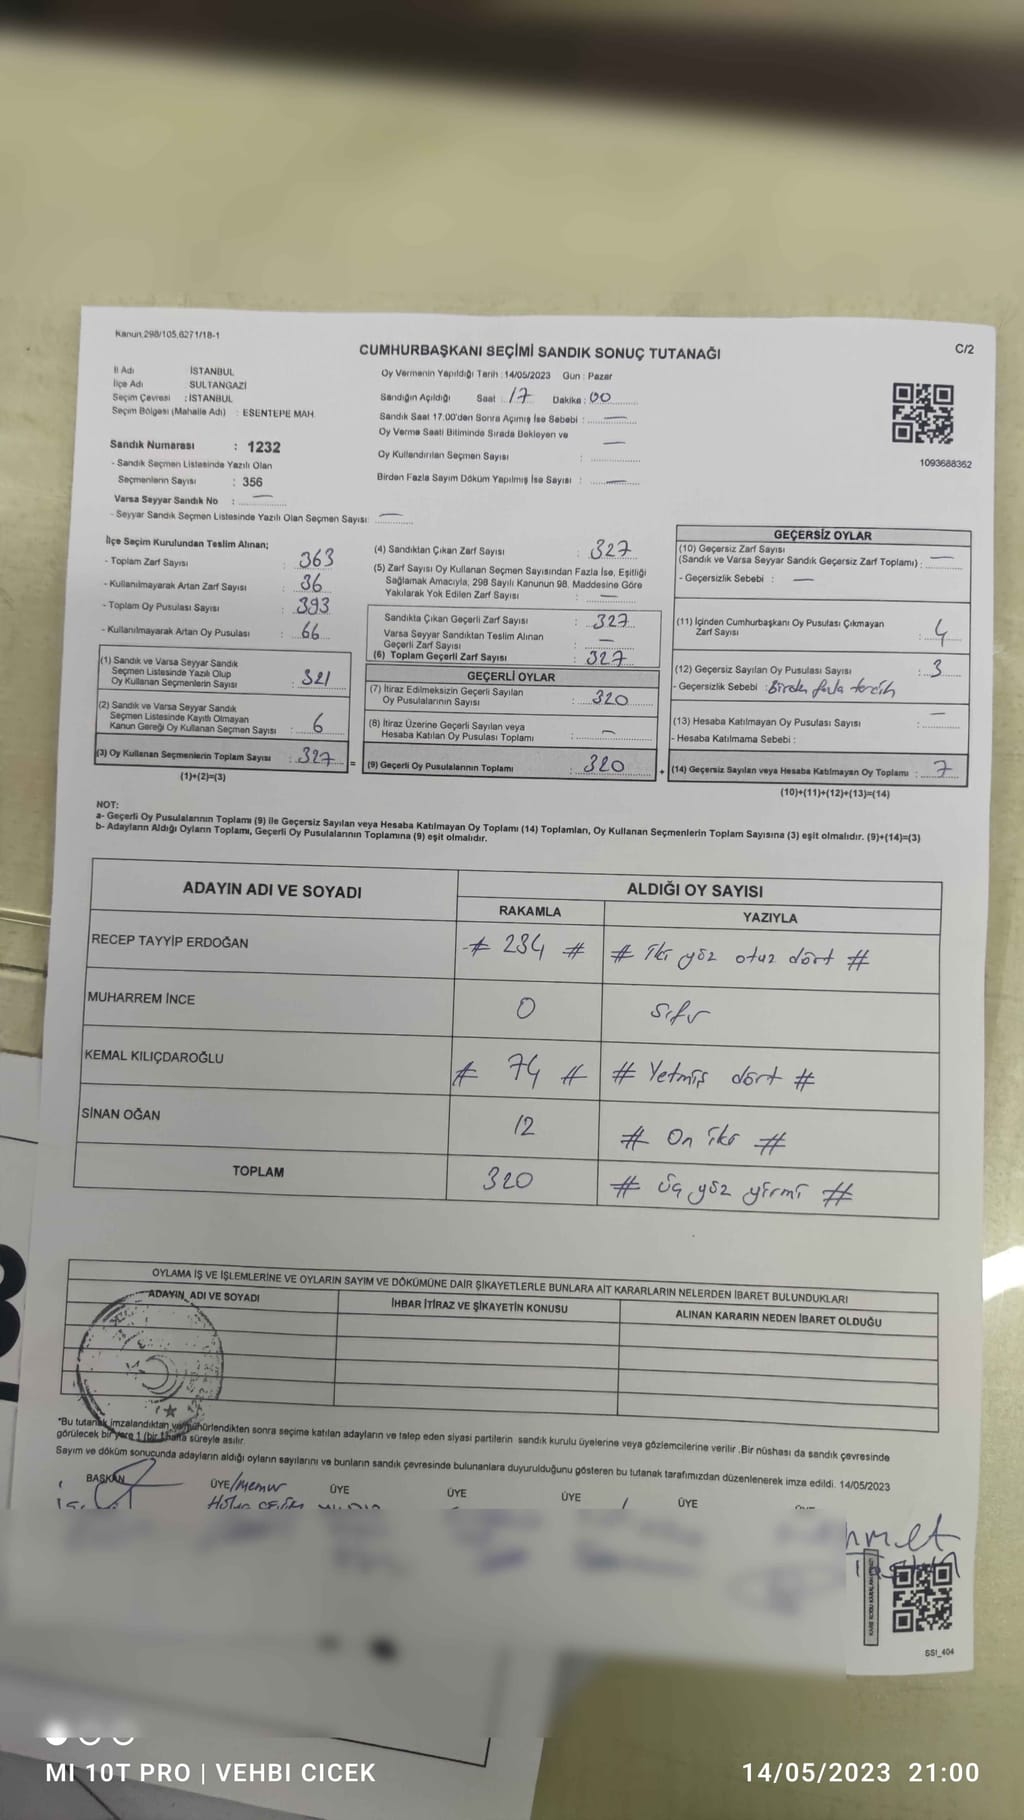 Kanun.298/105,6271/18-1
C/2
CUMHURBAŞKANI SEÇİMİ SANDIK SONUÇ TUTANAĞI
İl Adı : İSTANBUL
İlçe Adı : SULTANGAZİ
Seçim Çevresi : İSTANBUL
Seçim Bölgesi (Mahalle Adı) : ESENTEPE MAH.
Sandık Numarası : 1232
- Sandık Seçmen Listesinde Yazılı Olan
Seçmenlerin Sayısı : 356
Varsa Seyyar Sandık No : —
- Seyyar Sandık Seçmen Listesinde Yazılı Olan Seçmen Sayısı: —
Oy Vermenin Yapıldığı Tarih : 14/05/2023 Gün : Pazar
Sandığın Açıldığı Saat : 17 Dakika : 00
Sandık Saat 17:00'den Sonra Açımış İse Sebebi : —
Oy Verme Saati Bitiminde Sırada Bekleyen ve —
Oy Kullandırılan Seçmen Sayısı :
Birden Fazla Sayım Döküm Yapılmış İse Sayısı : —
1093688362
İlçe Seçim Kurulundan Teslim Alınan;
- Toplam Zarf Sayısı : 363
- Kullanılmayarak Artan Zarf Sayısı : 36
- Toplam Oy Pusulası Sayısı : 393
- Kullanılmayarak Artan Oy Pusulası : 66
(1) Sandık ve Varsa Seyyar Sandık
Seçmen Listesinde Yazılı Olup
Oy Kullanan Seçmenlerin Sayısı : 321
(2) Sandık ve Varsa Seyyar Sandık
Seçmen Listesinde Kayıtlı Olmayan
Kanun Gereği Oy Kullanan Seçmen Sayısı : 6
(3) Oy Kullanan Seçmenlerin Toplam Sayısı : 327 =
(1)+(2)=(3)
(4) Sandıktan Çıkan Zarf Sayısı : 327
(5) Zarf Sayısı Oy Kullanan Seçmen Sayısından Fazla İse, Eşitliği
Sağlamak Amacıyla; 298 Sayılı Kanunun 98. Maddesine Göre
Yakılarak Yok Edilen Zarf Sayısı : —
Sandıkta Çıkan Geçerli Zarf Sayısı : 327
Varsa Seyyar Sandıktan Teslim Alınan
Geçerli Zarf Sayısı : —
(6) Toplam Geçerli Zarf Sayısı : 327
GEÇERLİ OYLAR
(7) İtiraz Edilmeksizin Geçerli Sayılan
Oy Pusulalarının Sayısı : 320
(8) İtiraz Üzerine Geçerli Sayılan veya
Hesaba Katılan Oy Pusulası Toplamı : —
(9) Geçerli Oy Pusulalarının Toplamı : 320 +
GEÇERSİZ OYLAR
(10) Geçersiz Zarf Sayısı
(Sandık ve Varsa Seyyar Sandık Geçersiz Zarf Toplamı) : —
- Geçersizlik Sebebi : —
(11) İçinden Cumhurbaşkanı Oy Pusulası Çıkmayan
Zarf Sayısı : 4
(12) Geçersiz Sayılan Oy Pusulası Sayısı : 3
- Geçersizlik Sebebi : Birden fazla tercih
(13) Hesaba Katılmayan Oy Pusulası Sayısı : —
- Hesaba Katılmama Sebebi :
(14) Geçersiz Sayılan veya Hesaba Katılmayan Oy Toplamı : 7
(10)+(11)+(12)+(13)=(14)
NOT:
a- Geçerli Oy Pusulalarının Toplamı (9) ile Geçersiz Sayılan veya Hesaba Katılmayan Oy Toplamı (14) Toplamları, Oy Kullanan Seçmenlerin Toplam Sayısına (3) eşit olmalıdır. (9)+(14)=(3)
b- Adayların Aldığı Oyların Toplamı, Geçerli Oy Pusulalarının Toplamına (9) eşit olmalıdır.
ADAYIN ADI VE SOYADI
ALDIĞI OY SAYISI
RAKAMLA YAZIYLA
RECEP TAYYİP ERDOĞAN # 234 # # iki yöz otuz dört #
MUHARREM İNCE 0 sıfır
KEMAL KILIÇDAROĞLU # 74 # # Yetmiş dört #
SİNAN OĞAN 12 # On iki #
TOPLAM 320 # üç yöz yirmi #
OYLAMA İŞ VE İŞLEMLERİNE VE OYLARIN SAYIM VE DÖKÜMÜNE DAİR ŞİKAYETLERLE BUNLARA AİT KARARLARIN NELERDEN İBARET BULUNDUKLARI
ADAYIN ADI VE SOYADI İHBAR İTİRAZ VE ŞİKAYETİN KONUSU ALINAN KARARIN NEDEN İBARET OLDUĞU
*Bu tutanak imzalandıktan ve mühürlendikten sonra seçime katılan adayların ve talep eden siyasi partilerin sandık kurulu üyelerine veya gözlemcilerine verilir. Bir nüshası da sandık çevresinde
görülecek bir yere 1 (bir) hafta süreyle asılır.
Sayım ve döküm sonucunda adayların aldığı oyların sayılarını ve bunların sandık çevresinde bulunanlara duyurulduğunu gösteren bu tutanak tarafımızdan düzenlenerek imza edildi. 14/05/2023
BAŞKAN ÜYE/memur ÜYE ÜYE ÜYE ÜYE
SSI_404
MI 10T PRO | VEHBI CICEK
14/05/2023 21:00